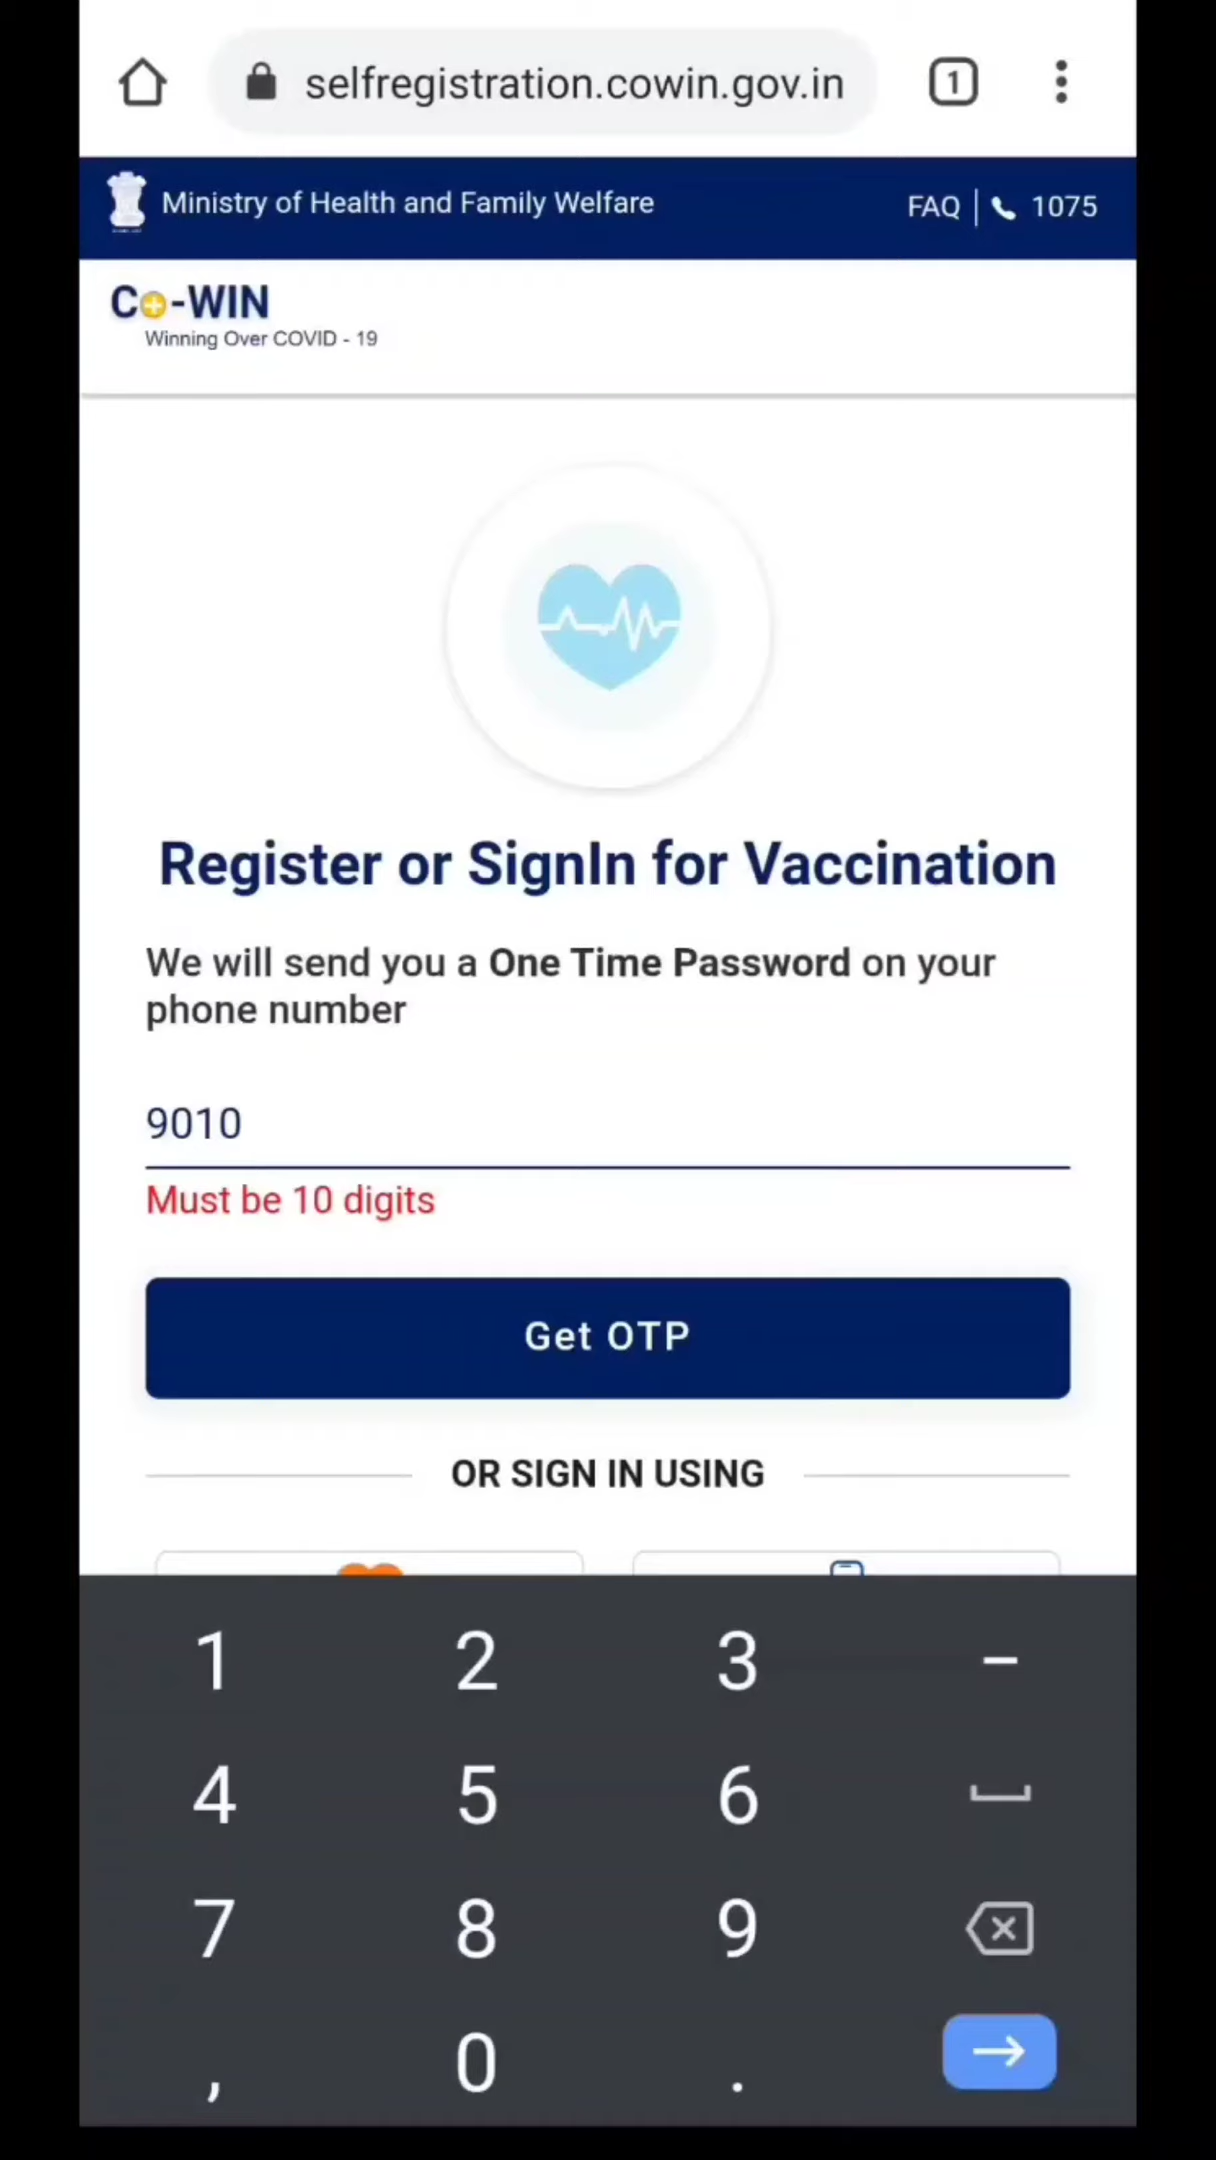 selfregistration.cowin.gov.in
1
Ministry of Health and Family Welfare
FAQ | 1075
Co-WIN
Winning Over COVID - 19
Register or SignIn for Vaccination
We will send you a One Time Password on your
phone number
9010
Must be 10 digits
Get OTP
OR SIGN IN USING
1 2 3 -
4 5 6
7 8 9
, 0 .